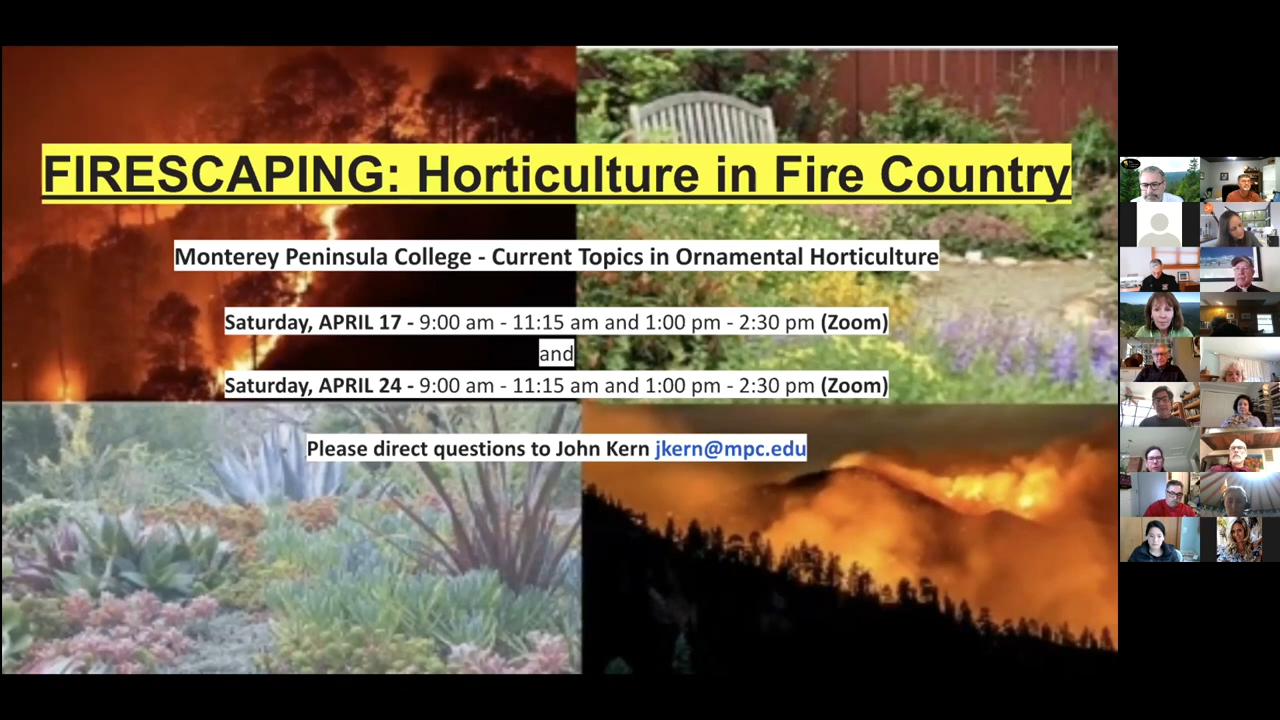 FIRESCAPING: Horticulture in Fire Country
Monterey Peninsula College - Current Topics in Ornamental Horticulture
Saturday, APRIL 17 - 9:00 am - 11:15 am and 1:00 pm - 2:30 pm (Zoom)
and
Saturday, APRIL 24 - 9:00 am - 11:15 am and 1:00 pm - 2:30 pm (Zoom)
Please direct questions to John Kern jkern@mpc.edu